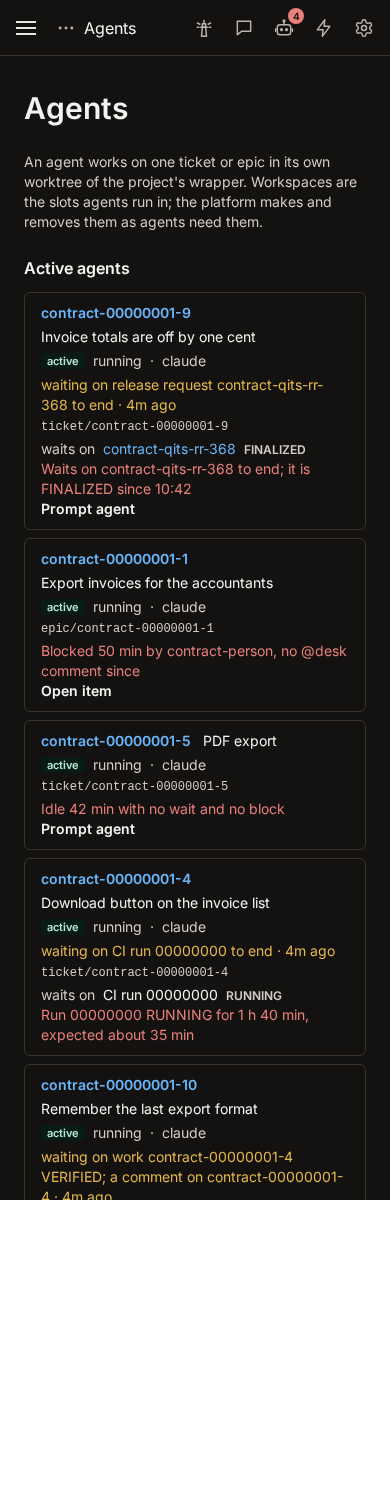 ··· Agents
4
Agents
An agent works on one ticket or epic in its own
worktree of the project's wrapper. Workspaces are
the slots agents run in; the platform makes and
removes them as agents need them.
Active agents
contract-00000001-9
Invoice totals are off by one cent
active running · claude
waiting on release request contract-qits-rr-
368 to end · 4m ago
ticket/contract-00000001-9
waits on contract-qits-rr-368 FINALIZED
Waits on contract-qits-rr-368 to end; it is
FINALIZED since 10:42
Prompt agent
contract-00000001-1
Export invoices for the accountants
active running · claude
epic/contract-00000001-1
Blocked 50 min by contract-person, no @desk
comment since
Open item
contract-00000001-5 PDF export
active running · claude
ticket/contract-00000001-5
Idle 42 min with no wait and no block
Prompt agent
contract-00000001-4
Download button on the invoice list
active running · claude
waiting on CI run 00000000 to end · 4m ago
ticket/contract-00000001-4
waits on CI run 00000000 RUNNING
Run 00000000 RUNNING for 1 h 40 min,
expected about 35 min
contract-00000001-10
Remember the last export format
active running · claude
waiting on work contract-00000001-4
VERIFIED; a comment on contract-00000001-
4 · 4m ago